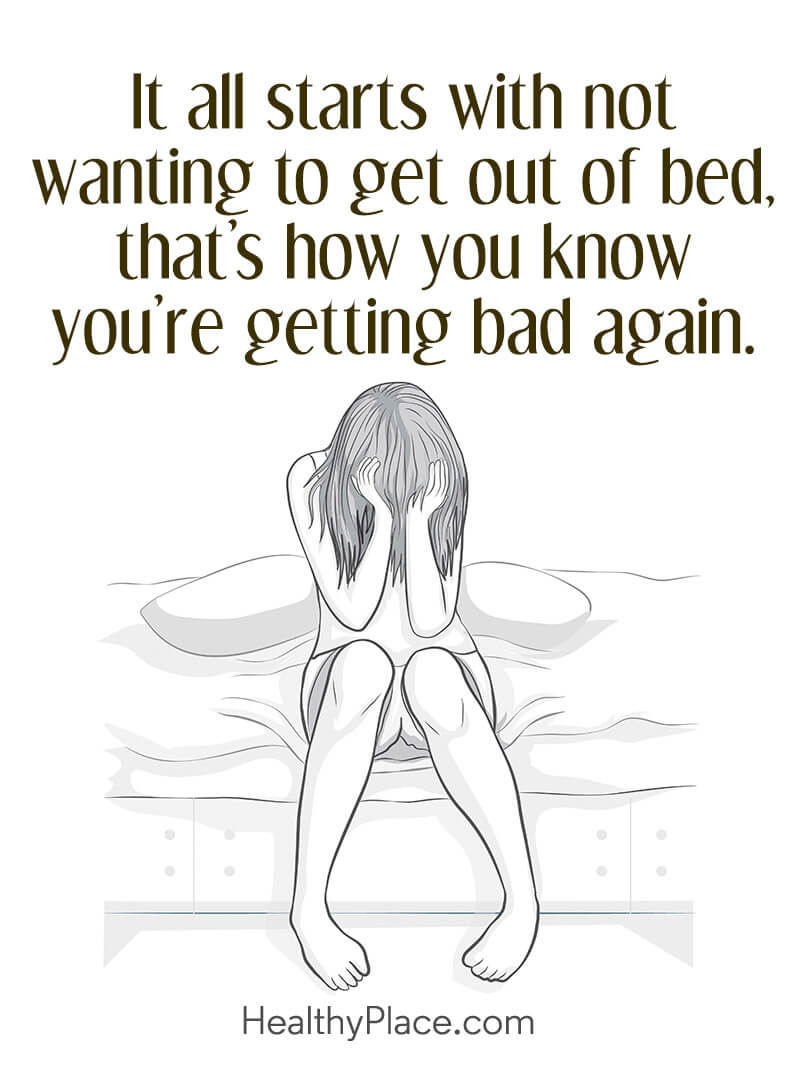 It all starts with not
wanting to get out of bed,
that’s how you know
you’re getting bad again.
HealthyPlace.com